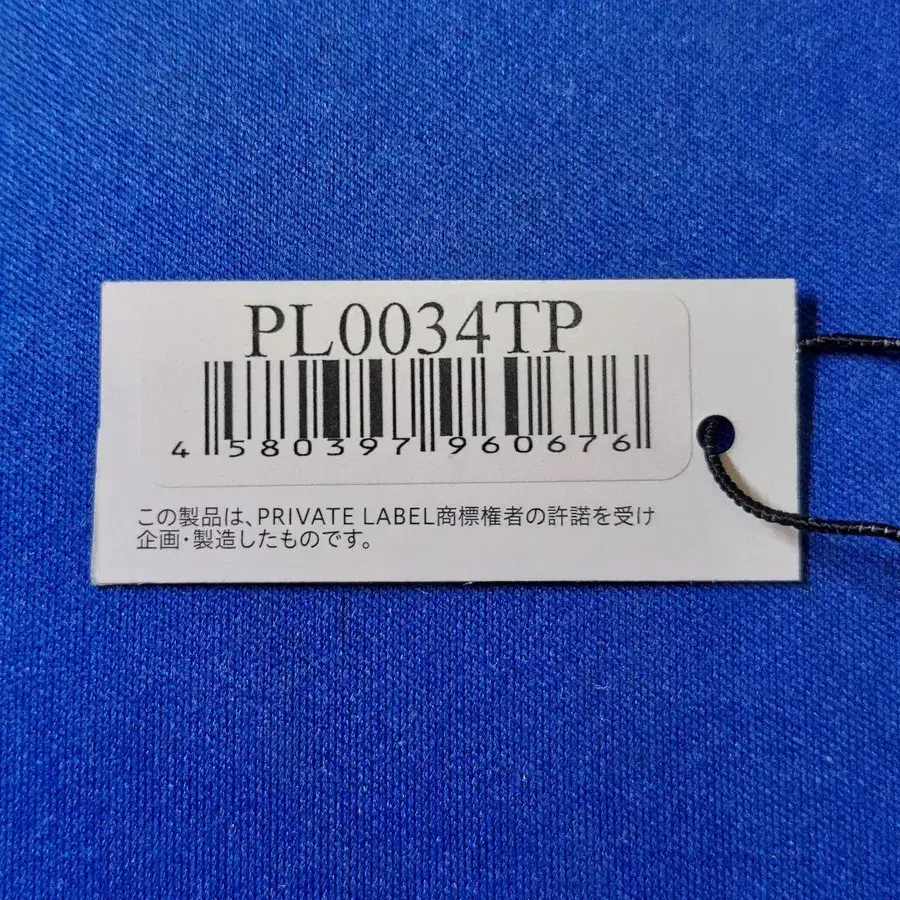 PL0034TP
4 580397 960676
この製品は、PRIVATE LABEL商標権者の許諾を受け
企画・製造したものです。